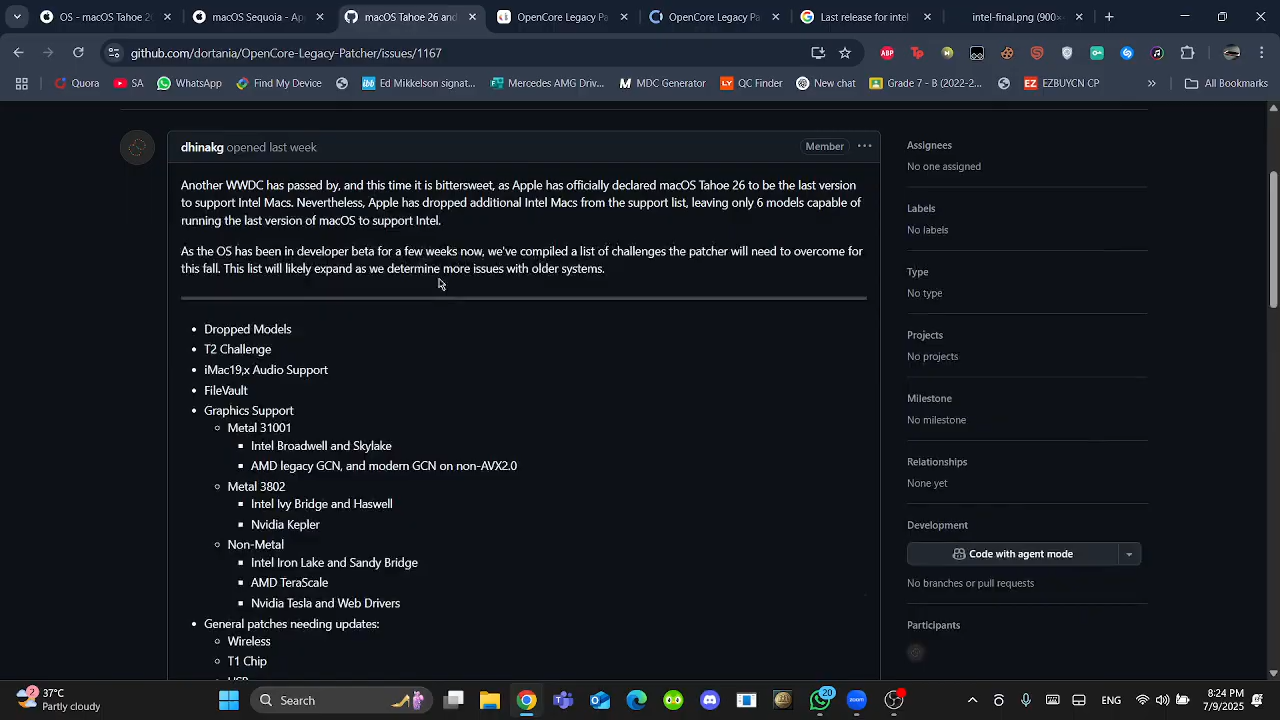 OS - macOS Tahoe 26
macOS Sequoia - Ap
macOS Tahoe 26 and
OpenCore Legacy Pa
OpenCore Legacy Pa
Last release for intel
intel-final.png (900×
github.com/dortania/OpenCore-Legacy-Patcher/issues/1167
Quora
SA
WhatsApp
Find My Device
Ed Mikkelson signat...
Mercedes AMG Driv...
MDC Generator
QC Finder
New chat
Grade 7 - B (2022-2...
EZBUYCN CP
All Bookmarks
dhinakg opened last week
Member
Another WWDC has passed by, and this time it is bittersweet, as Apple has officially declared macOS Tahoe 26 to be the last version
to support Intel Macs. Nevertheless, Apple has dropped additional Intel Macs from the support list, leaving only 6 models capable of
running the last version of macOS to support Intel.
As the OS has been in developer beta for a few weeks now, we've compiled a list of challenges the patcher will need to overcome for
this fall. This list will likely expand as we determine more issues with older systems.
Dropped Models
T2 Challenge
iMac19,x Audio Support
FileVault
Graphics Support
Metal 31001
Intel Broadwell and Skylake
AMD legacy GCN, and modern GCN on non-AVX2.0
Metal 3802
Intel Ivy Bridge and Haswell
Nvidia Kepler
Non-Metal
Intel Iron Lake and Sandy Bridge
AMD TeraScale
Nvidia Tesla and Web Drivers
General patches needing updates:
Wireless
T1 Chip
Assignees
No one assigned
Labels
No labels
Type
No type
Projects
No projects
Milestone
No milestone
Relationships
None yet
Development
Code with agent mode
No branches or pull requests
Participants
2
37°C
Partly cloudy
Search
20
zoom
ENG
8:24 PM
7/9/2025